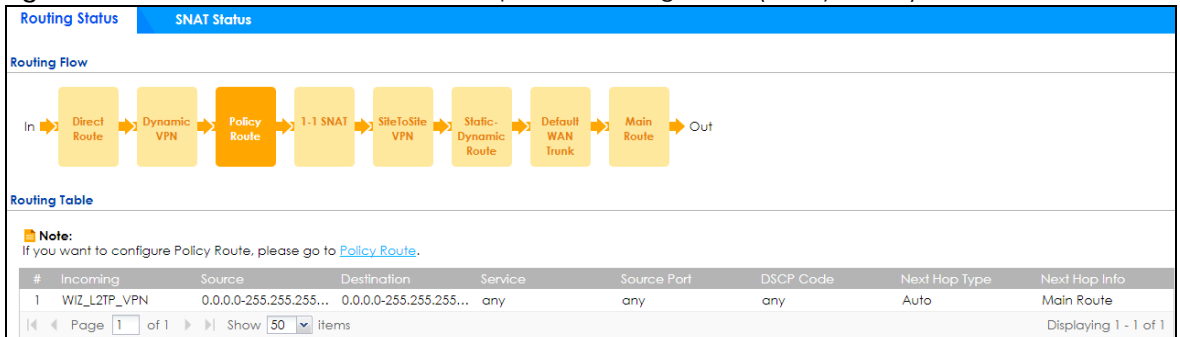 Routing Status SNAT Status
Routing Flow
In Direct Route Dynamic VPN Policy Route 1-1 SNAT SiteToSite VPN Static-Dynamic Route Default WAN Trunk Main Route Out
Routing Table
Note:
If you want to configure Policy Route, please go to Policy Route.
# Incoming Source Destination Service Source Port DSCP Code Next Hop Type Next Hop Info
1 WIZ_L2TP_VPN 0.0.0.0-255.255.255... 0.0.0.0-255.255.255... any any any Auto Main Route
Page 1 of 1 Show 50 items Displaying 1 - 1 of 1